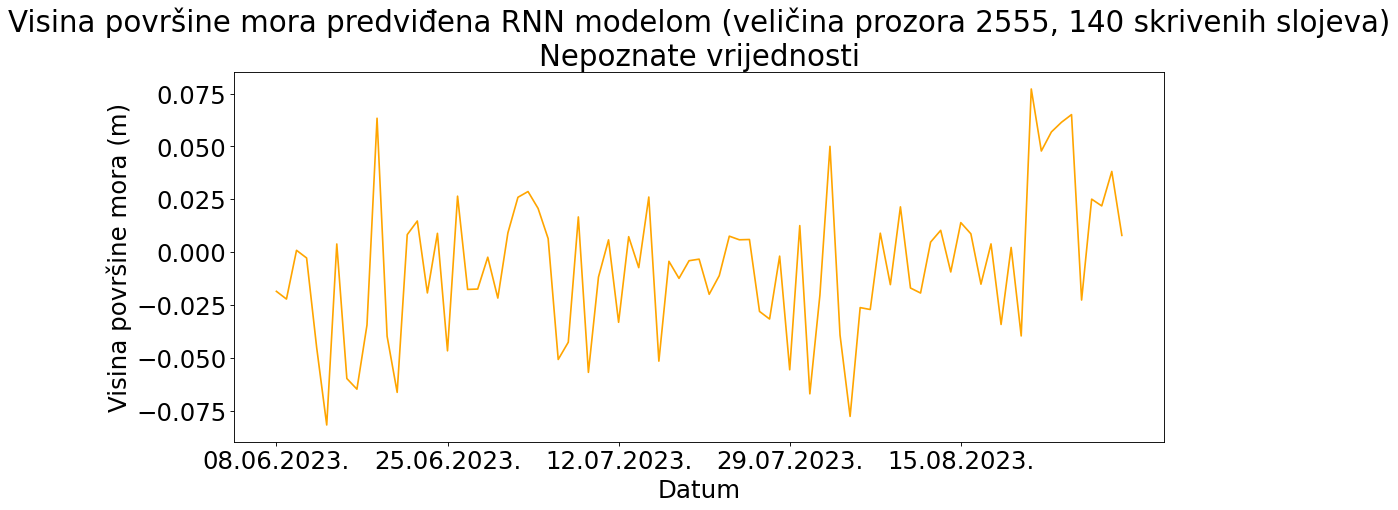 Visina površine mora predviđena RNN modelom (veličina prozora 2555, 140 skrivenih slojeva)
Nepoznate vrijednosti
Visina površine mora (m)
0.075
0.050
0.025
0.000
−0.025
−0.050
−0.075
08.06.2023. 25.06.2023. 12.07.2023. 29.07.2023. 15.08.2023.
Datum